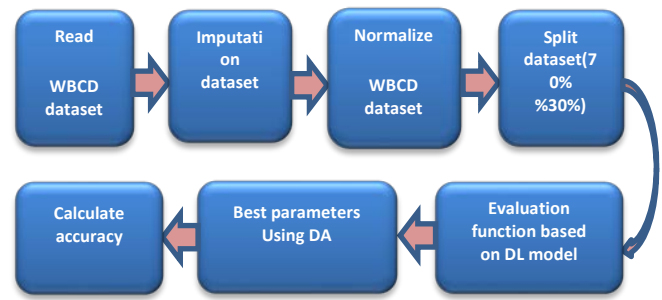 Read
WBCD
dataset
Imputati
on
dataset
Normalize
WBCD
dataset
Split
dataset(7
0%
%30%)
Calculate
accuracy
Best parameters
Using DA
Evaluation
function based
on DL model